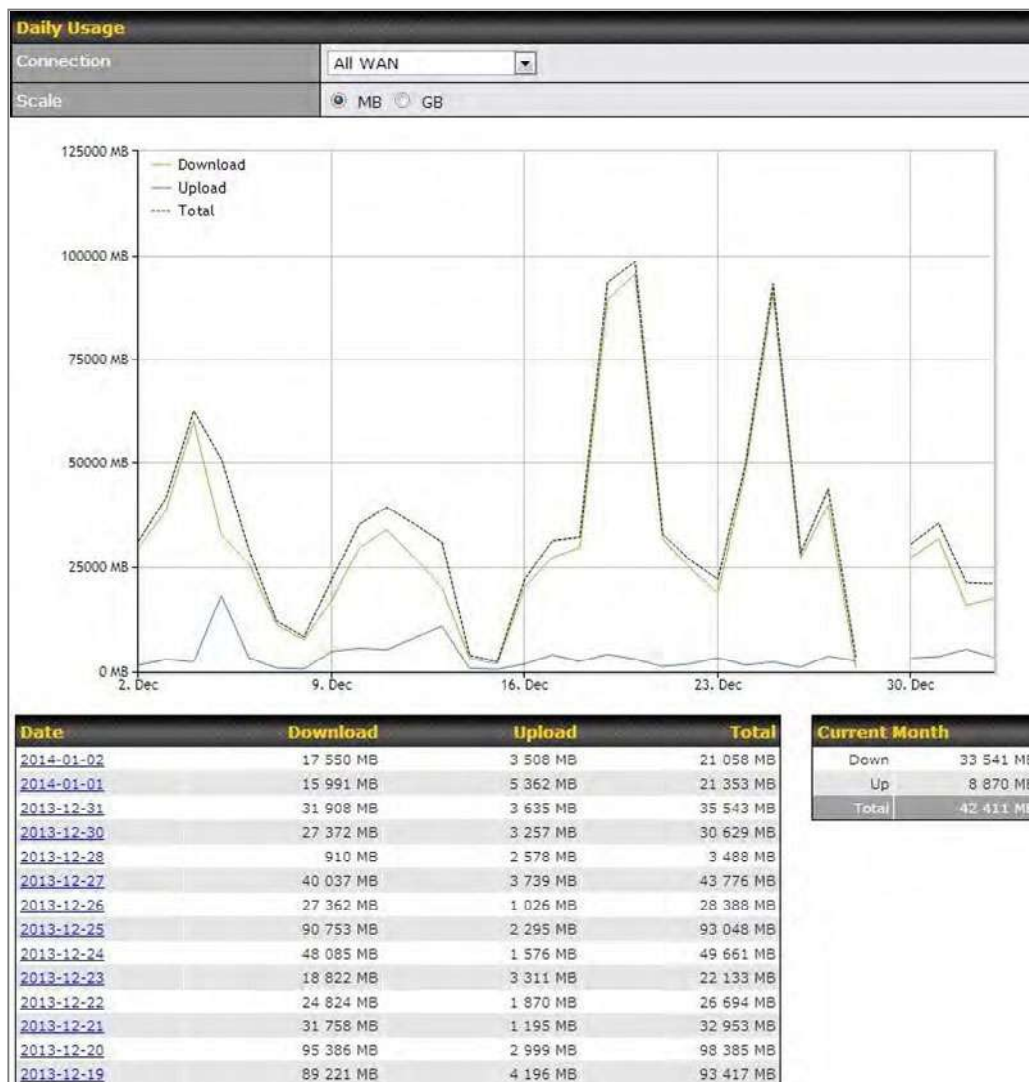 Daily Usage
Connection All WAN
Scale MB GB
125000 MB
Download
Upload
Total
100000 MB
75000 MB
50000 MB
25000 MB
0 MB
2. Dec 9. Dec 16. Dec 23. Dec 30. Dec
Date Download Upload Total
2014-01-02 17 550 MB 3 508 MB 21 058 MB
2014-01-01 15 991 MB 5 362 MB 21 353 MB
2013-12-31 31 908 MB 3 635 MB 35 543 MB
2013-12-30 27 372 MB 3 257 MB 30 629 MB
2013-12-28 910 MB 2 578 MB 3 488 MB
2013-12-27 40 037 MB 3 739 MB 43 776 MB
2013-12-26 27 362 MB 1 026 MB 28 388 MB
2013-12-25 90 753 MB 2 295 MB 93 048 MB
2013-12-24 48 085 MB 1 576 MB 49 661 MB
2013-12-23 18 822 MB 3 311 MB 22 133 MB
2013-12-22 24 824 MB 1 870 MB 26 694 MB
2013-12-21 31 758 MB 1 195 MB 32 953 MB
2013-12-20 95 386 MB 2 999 MB 98 385 MB
2013-12-19 89 221 MB 4 196 MB 93 417 MB
Current Month
Down 33 541 MB
Up 8 870 MB
Total 42 411 MB